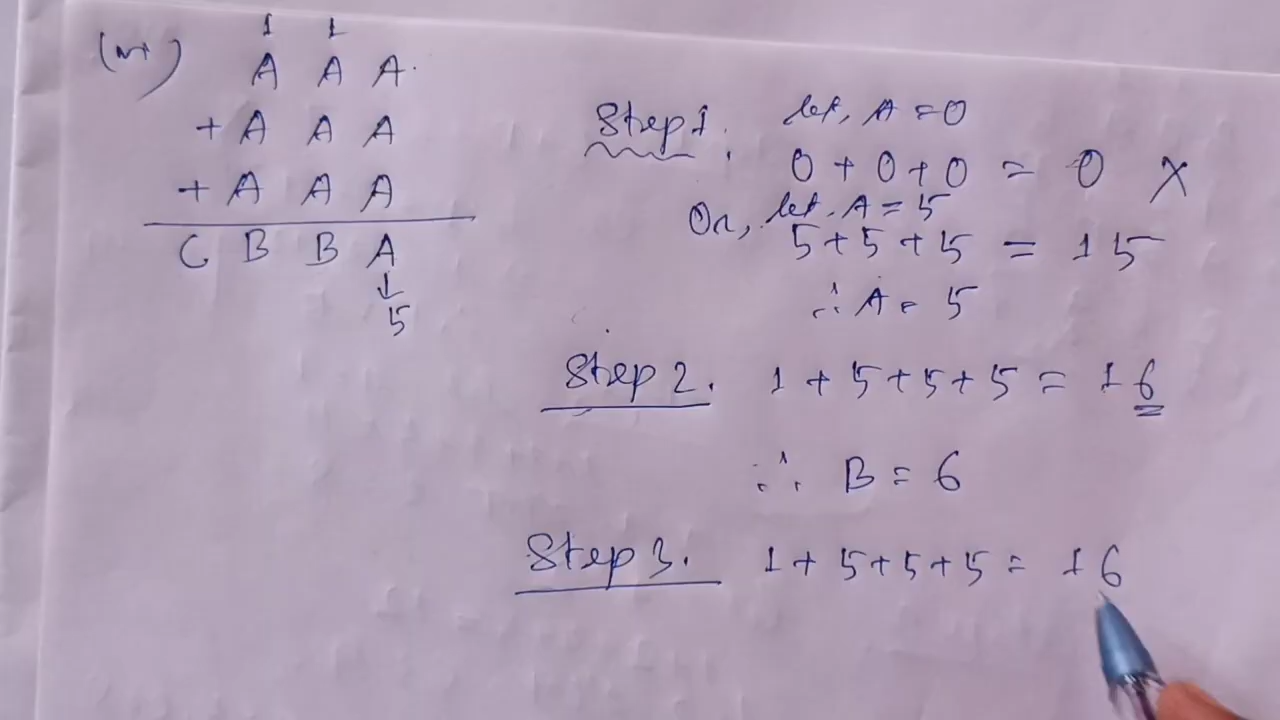 1 1
A A A
+ A A A
+ A A A
C B B A
↓
5
Step 1. let, A = 0
0 + 0 + 0 = 0 ×
Or, let. A = 5
5 + 5 + 5 = 15
∴ A = 5
Step 2. 1 + 5 + 5 + 5 = 16
∴ B = 6
Step 3. 1 + 5 + 5 + 5 = 16